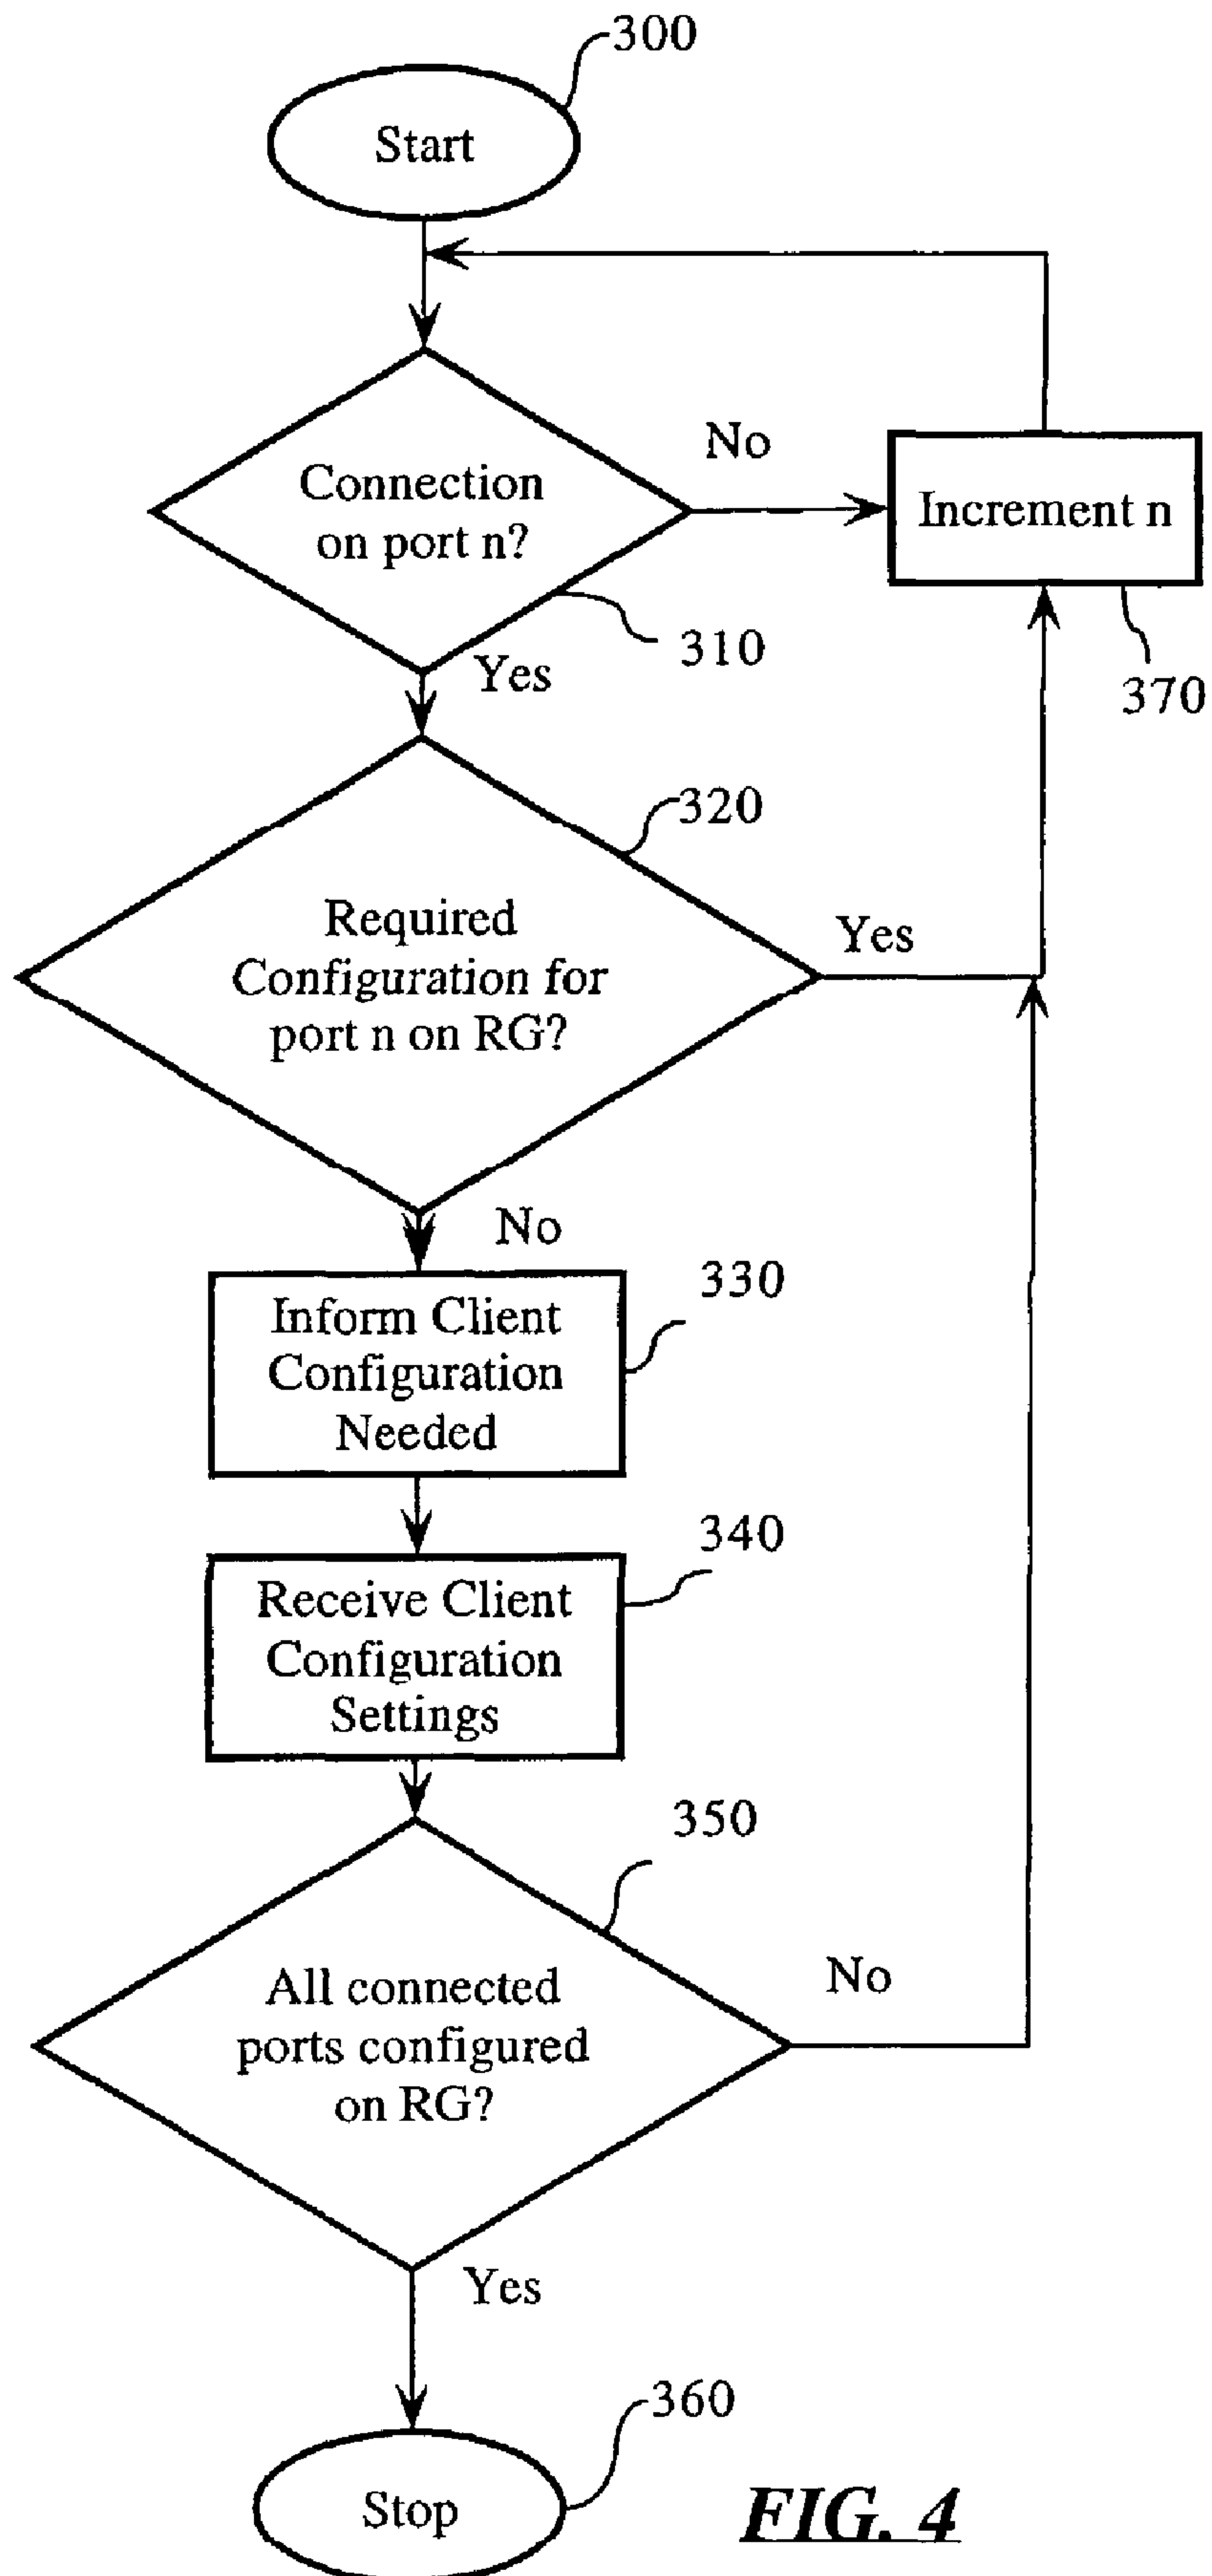 300
Start
Connection
on port n?
No
Increment n
310
Yes
370
320
Required
Configuration for
port n on RG?
Yes
No
330
Inform Client
Configuration
Needed
340
Receive Client
Configuration
Settings
350
All connected
ports configured
on RG?
No
Yes
360
Stop
FIG. 4